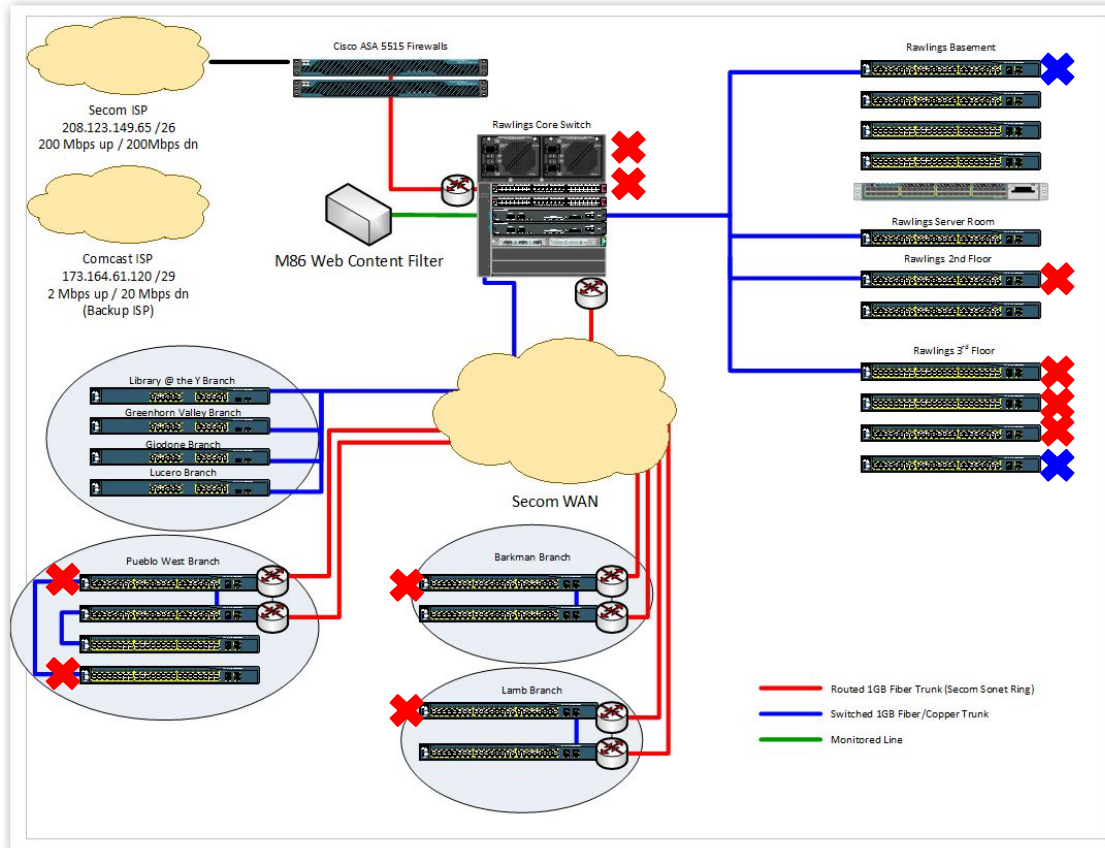 Cisco ASA 5515 Firewalls
Secom ISP
208.123.149.65 /26
200 Mbps up / 200Mbps dn
Comcast ISP
173.164.61.120 /29
2 Mbps up / 20 Mbps dn
(Backup ISP)
Rawlings Core Switch
M86 Web Content Filter
Rawlings Basement
Rawlings Server Room
Rawlings 2nd Floor
Rawlings 3rd Floor
Library @ the Y Branch
Greenhorn Valley Branch
Giodone Branch
Lucero Branch
Secom WAN
Pueblo West Branch
Barkman Branch
Lamb Branch
Routed 1GB Fiber Trunk (Secom Sonet Ring)
Switched 1GB Fiber/Copper Trunk
Monitored Line